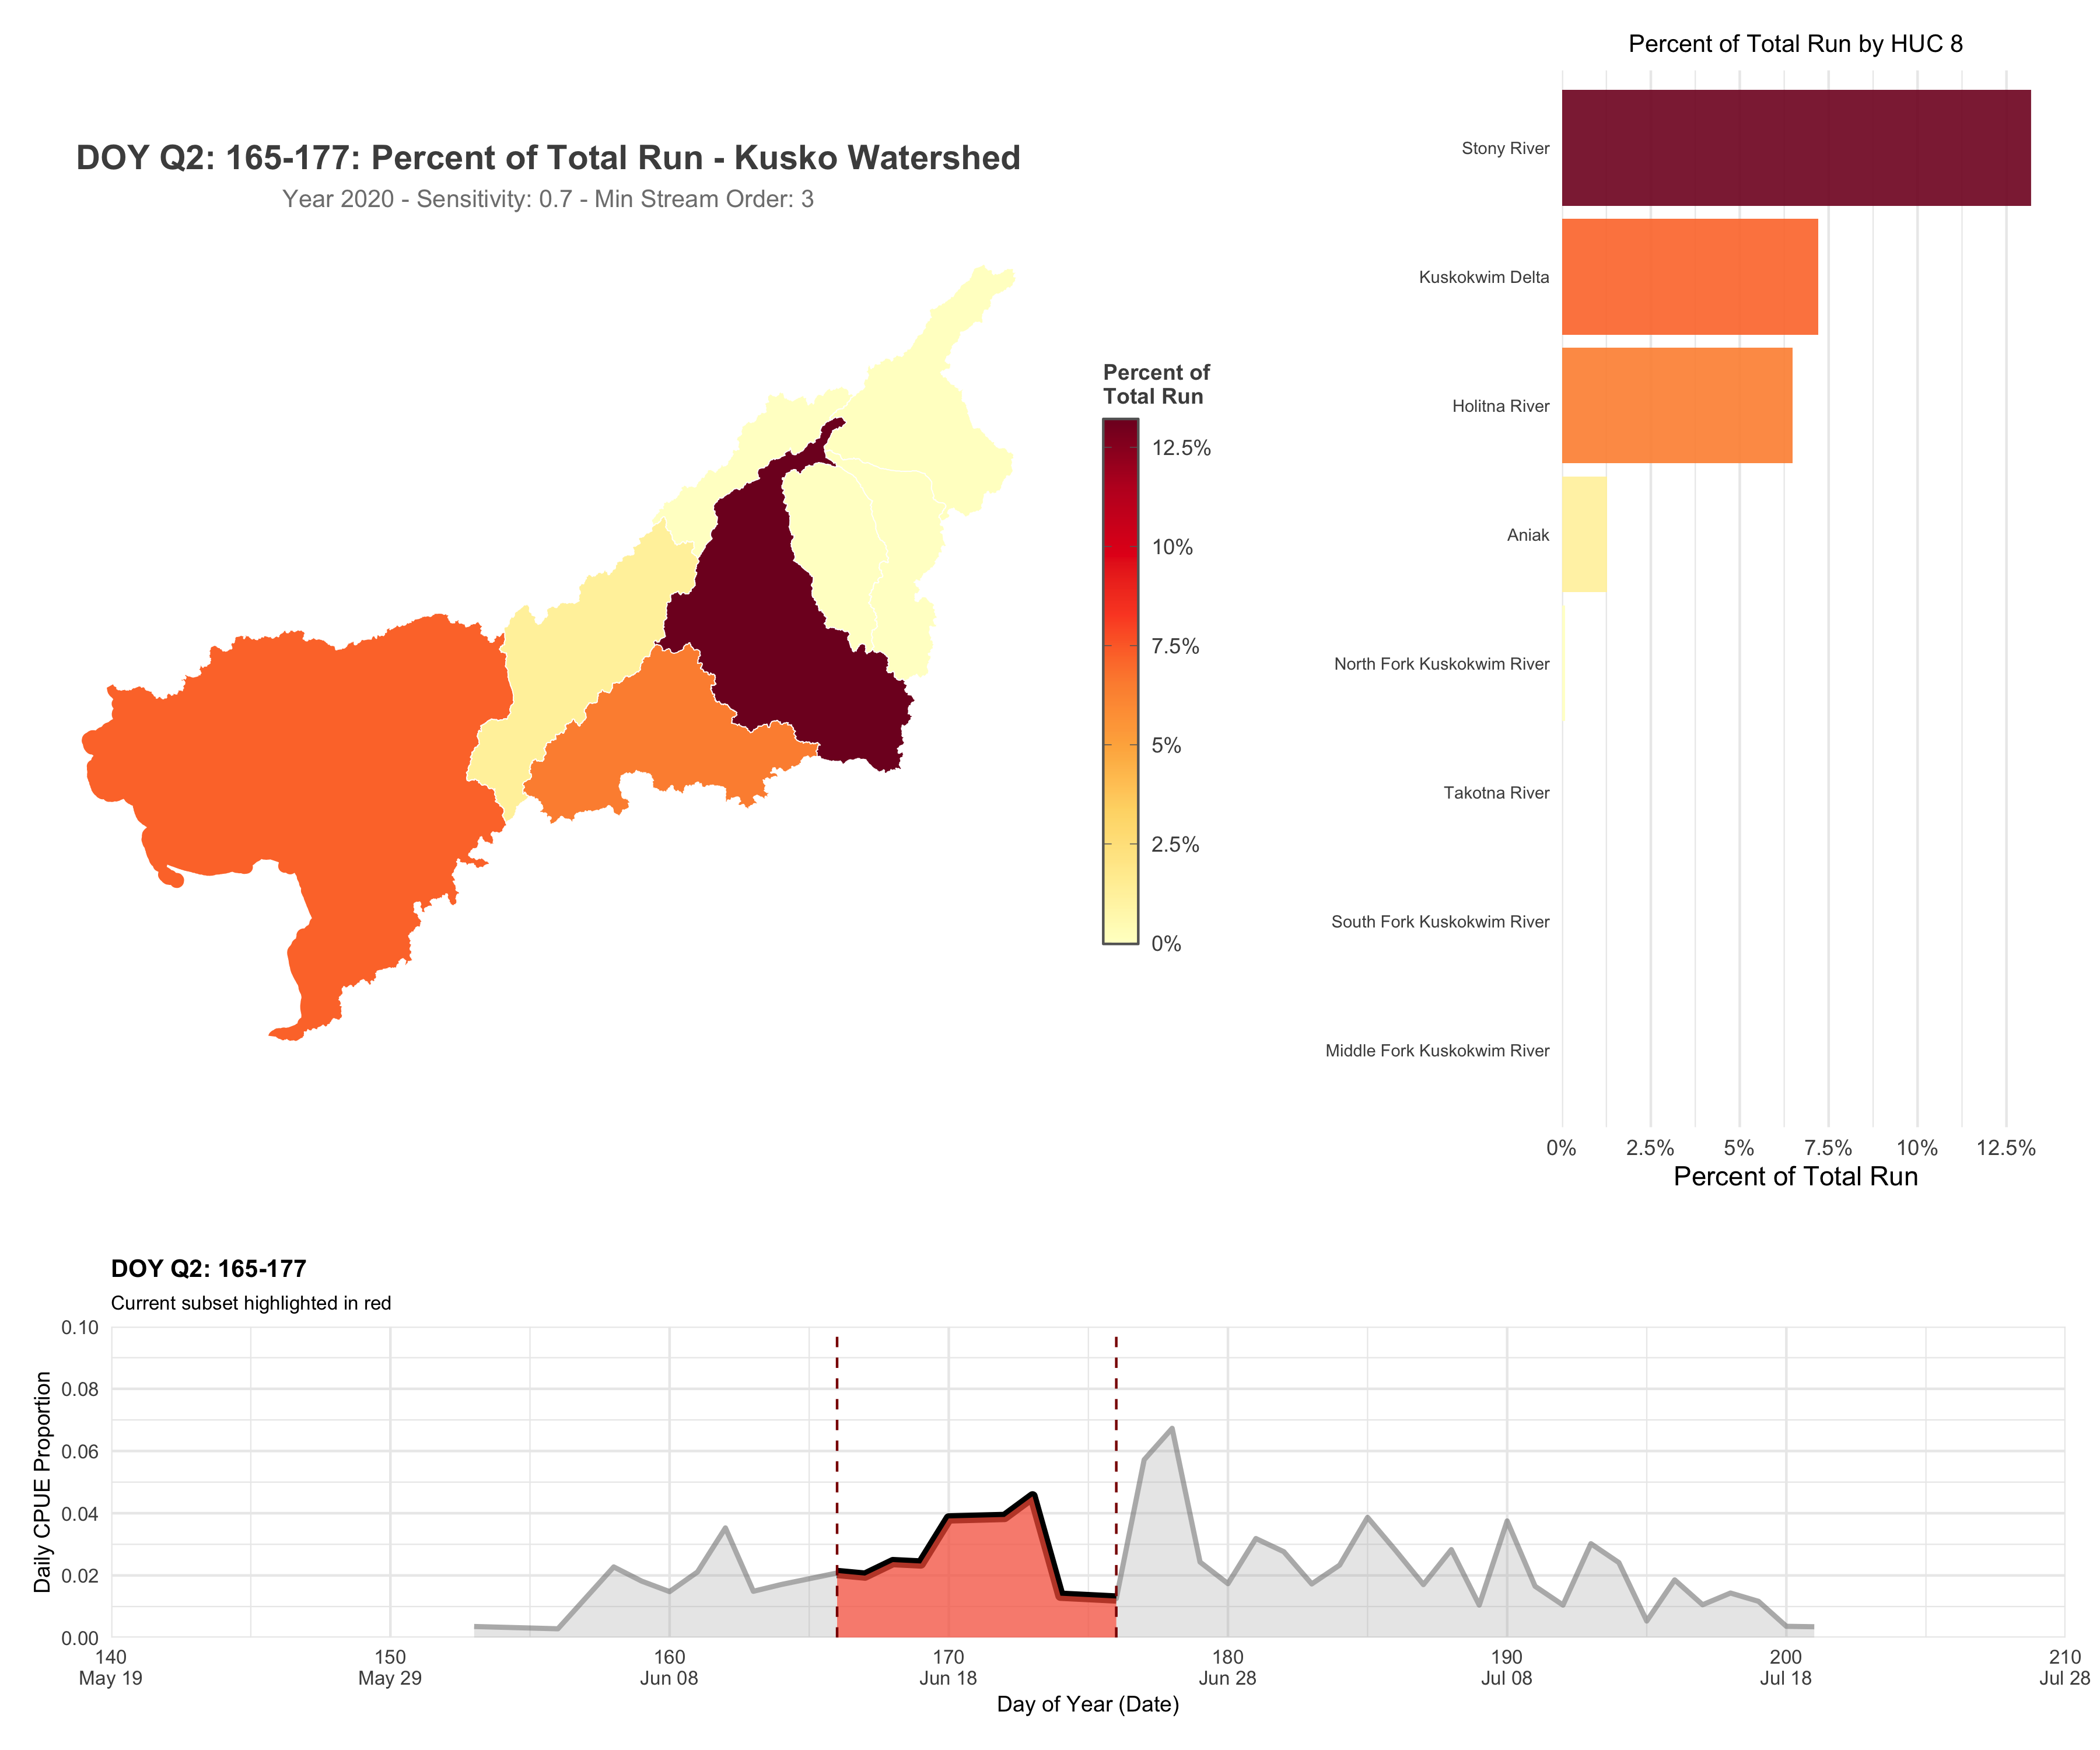 Percent of Total Run by HUC 8
DOY Q2: 165-177: Percent of Total Run - Kusko Watershed
Year 2020 - Sensitivity: 0.7 - Min Stream Order: 3
Percent of
Total Run
12.5%
10%
7.5%
5%
2.5%
0%
Stony River
Kuskokwim Delta
Holitna River
Aniak
North Fork Kuskokwim River
Takotna River
South Fork Kuskokwim River
Middle Fork Kuskokwim River
0% 2.5% 5% 7.5% 10% 12.5%
Percent of Total Run
DOY Q2: 165-177
Current subset highlighted in red
Daily CPUE Proportion
0.10
0.08
0.06
0.04
0.02
0.00
140 150 160 170 180 190 200 210
May 19 May 29 Jun 08 Jun 18 Jun 28 Jul 08 Jul 18 Jul 28
Day of Year (Date)